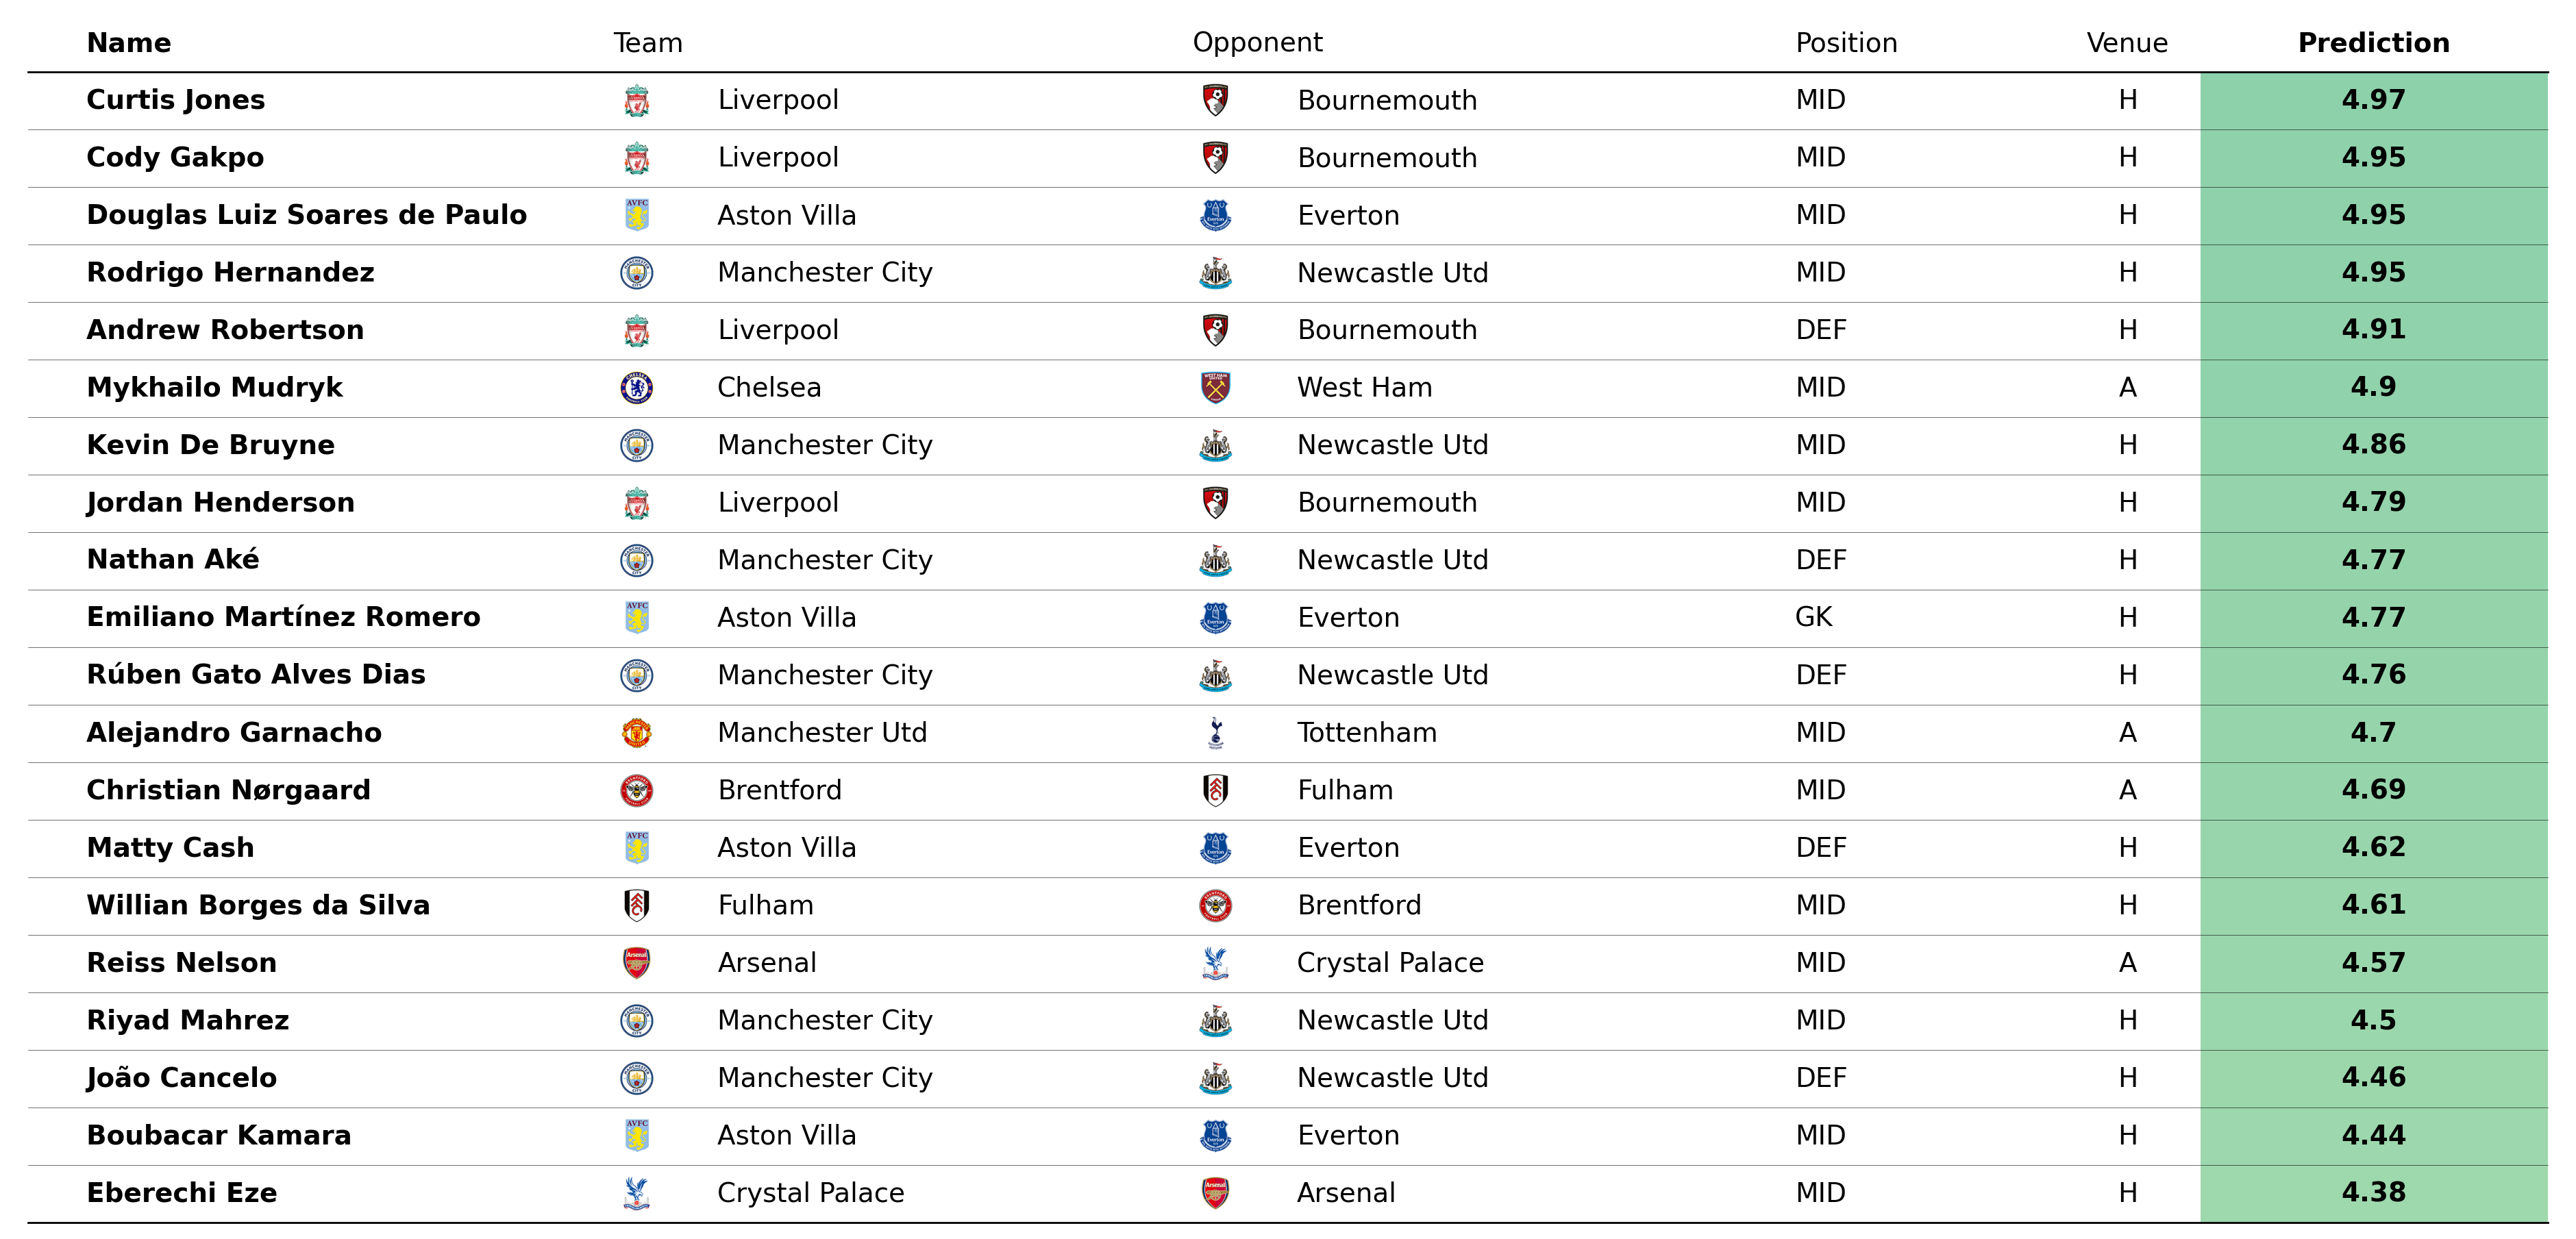 Name Team Opponent Position Venue Prediction
Curtis Jones Liverpool Bournemouth MID H 4.97
Cody Gakpo Liverpool Bournemouth MID H 4.95
Douglas Luiz Soares de Paulo Aston Villa Everton MID H 4.95
Rodrigo Hernandez Manchester City Newcastle Utd MID H 4.95
Andrew Robertson Liverpool Bournemouth DEF H 4.91
Mykhailo Mudryk Chelsea West Ham MID A 4.9
Kevin De Bruyne Manchester City Newcastle Utd MID H 4.86
Jordan Henderson Liverpool Bournemouth MID H 4.79
Nathan Aké Manchester City Newcastle Utd DEF H 4.77
Emiliano Martínez Romero Aston Villa Everton GK H 4.77
Rúben Gato Alves Dias Manchester City Newcastle Utd DEF H 4.76
Alejandro Garnacho Manchester Utd Tottenham MID A 4.7
Christian Nørgaard Brentford Fulham MID A 4.69
Matty Cash Aston Villa Everton DEF H 4.62
Willian Borges da Silva Fulham Brentford MID H 4.61
Reiss Nelson Arsenal Crystal Palace MID A 4.57
Riyad Mahrez Manchester City Newcastle Utd MID H 4.5
João Cancelo Manchester City Newcastle Utd DEF H 4.46
Boubacar Kamara Aston Villa Everton MID H 4.44
Eberechi Eze Crystal Palace Arsenal MID H 4.38